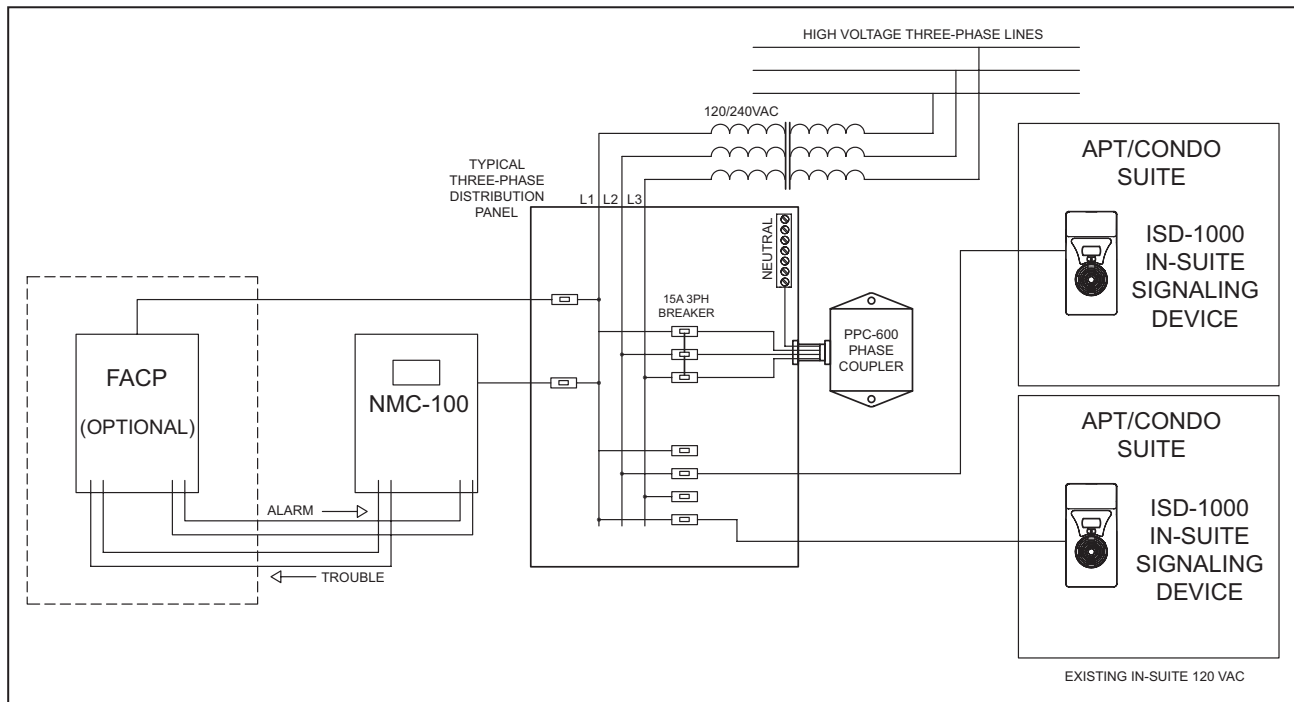 HIGH VOLTAGE THREE-PHASE LINES
120/240VAC
TYPICAL
THREE-PHASE
DISTRIBUTION
PANEL
L1 L2 L3
NEUTRAL
15A 3PH
BREAKER
PPC-600
PHASE
COUPLER
FACP
(OPTIONAL)
NMC-100
ALARM
TROUBLE
APT/CONDO
SUITE
ISD-1000
IN-SUITE
SIGNALING
DEVICE
APT/CONDO
SUITE
ISD-1000
IN-SUITE
SIGNALING
DEVICE
EXISTING IN-SUITE 120 VAC